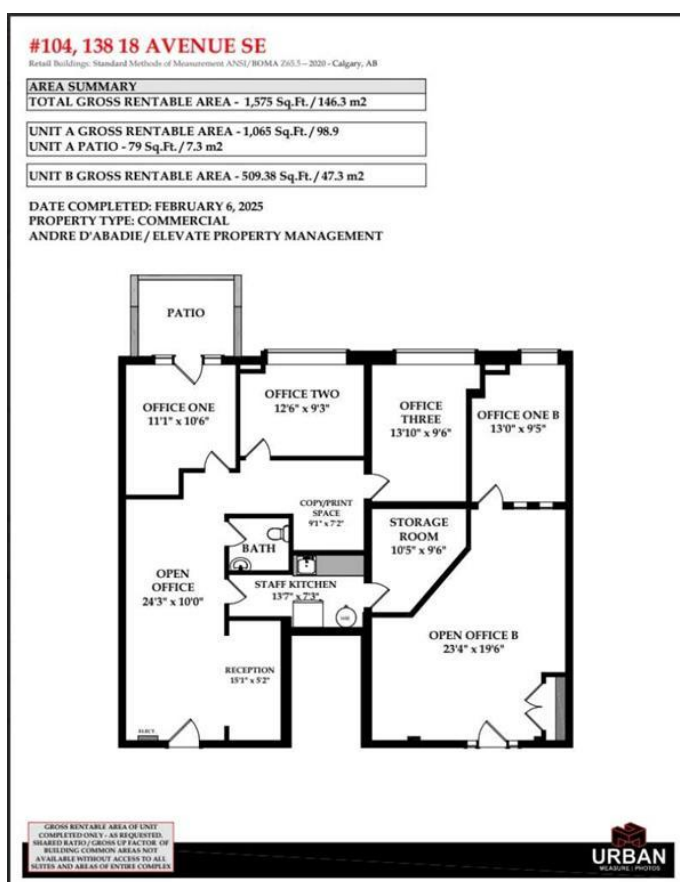 #104, 138 18 AVENUE SE
Retail Buildings: Standard Methods of Measurement ANSI/BOMA Z65.5—2020 - Calgary, AB
AREA SUMMARY
TOTAL GROSS RENTABLE AREA - 1,575 Sq.Ft. / 146.3 m2
UNIT A GROSS RENTABLE AREA - 1,065 Sq.Ft. / 98.9
UNIT A PATIO - 79 Sq.Ft. / 7.3 m2
UNIT B GROSS RENTABLE AREA - 509.38 Sq.Ft. / 47.3 m2
DATE COMPLETED: FEBRUARY 6, 2025
PROPERTY TYPE: COMMERCIAL
ANDRE D'ABADIE / ELEVATE PROPERTY MANAGEMENT
PATIO
OFFICE ONE
11'1" x 10'6"
OFFICE TWO
12'6" x 9'3"
OFFICE
THREE
13'10" x 9'6"
OFFICE ONE B
13'0" x 9'5"
COPY/PRINT
SPACE
9'1" x 7'2"
STORAGE
ROOM
10'5" x 9'6"
BATH
OPEN
OFFICE
24'3" x 10'0"
STAFF KITCHEN
13'7" x 7'3"
OPEN OFFICE B
23'4" x 19'6"
RECEPTION
15'1" x 5'2"
ELECT.
GROSS RENTABLE AREA OF UNIT
COMPLETED ONLY - AS REQUESTED.
SHARED RATIO / GROSS UP FACTOR OF
BUILDING COMMON AREAS NOT
AVAILABLE WITHOUT ACCESS TO ALL
SUITES AND AREAS OF ENTIRE COMPLEX
URBAN
MEASURE | PHOTOS